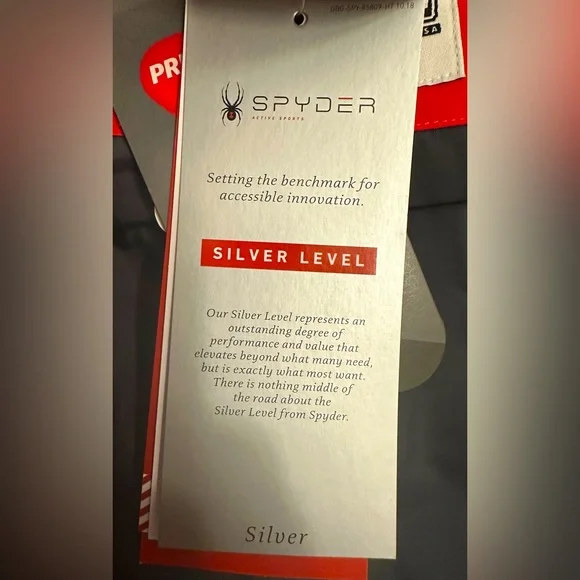 PRI
SPYDER
ACTIVE SPORTS
Setting the benchmark for
accessible innovation.
SILVER LEVEL
Our Silver Level represents an
outstanding degree of
performance and value that
elevates beyond what many need,
but is exactly what most want.
There is nothing middle of
the road about the
Silver Level from Spyder.
Silver